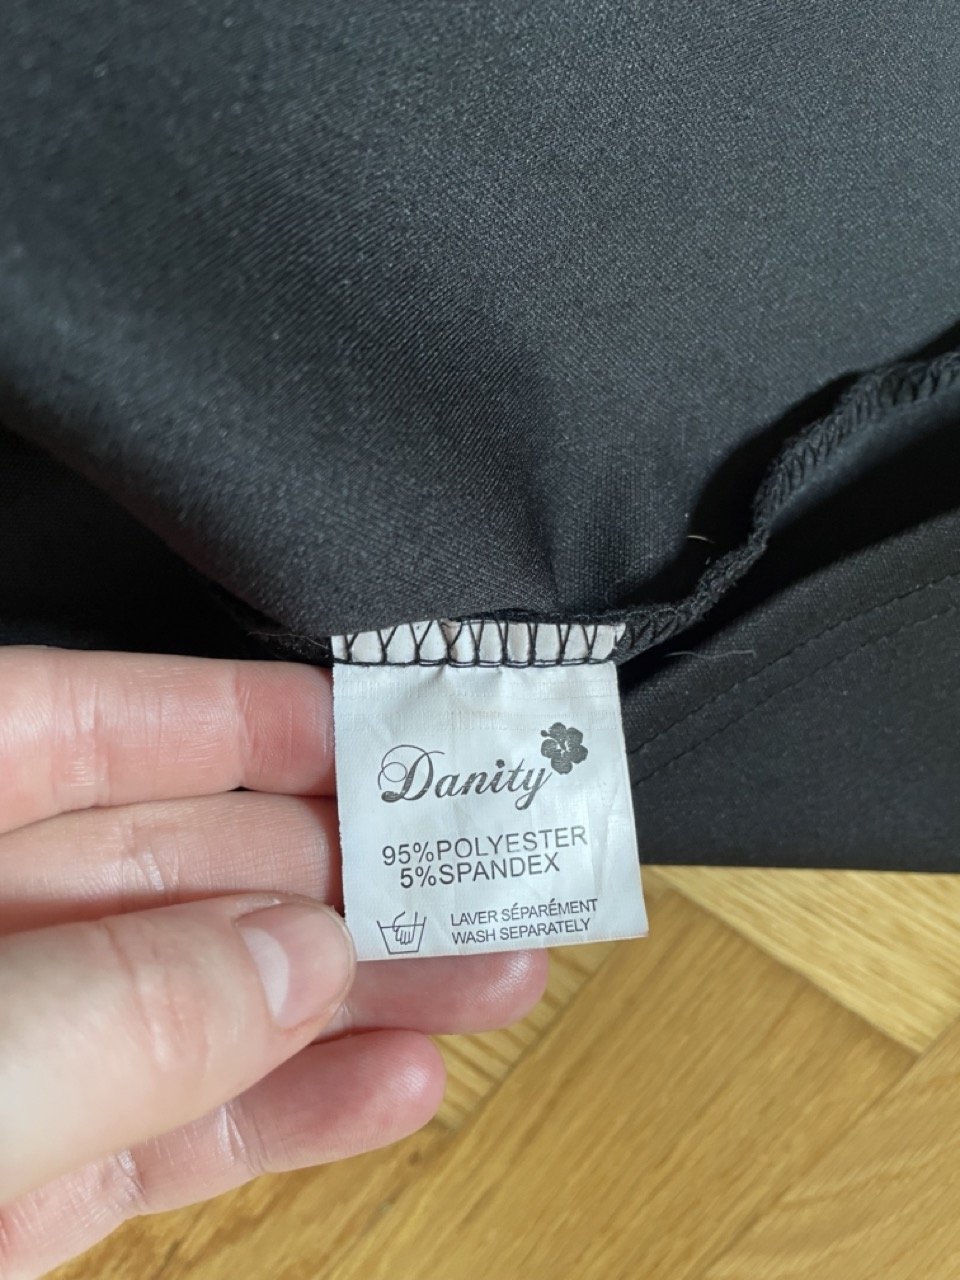 Danity
95%POLYESTER
5%SPANDEX
LAVER SÉPARÉMENT
WASH SEPARATELY